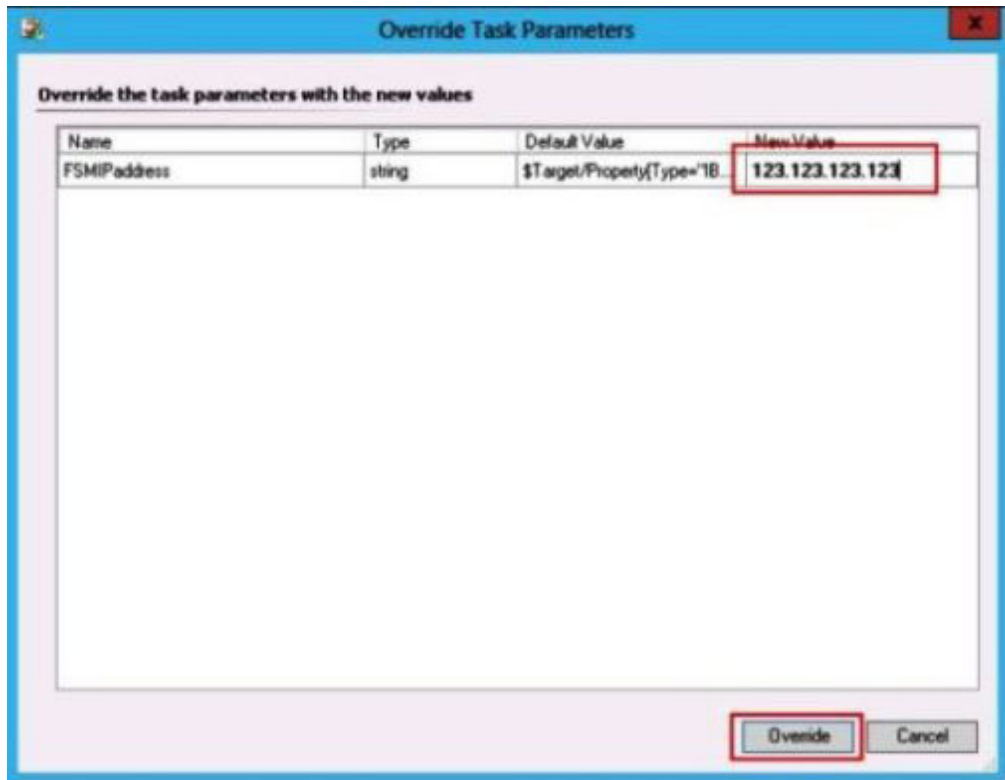 Override Task Parameters
x
Override the task parameters with the new values
Name Type Default Value New Value
FSMIPaddress string $Target/Property[Type='IB... 123.123.123.123
Override Cancel